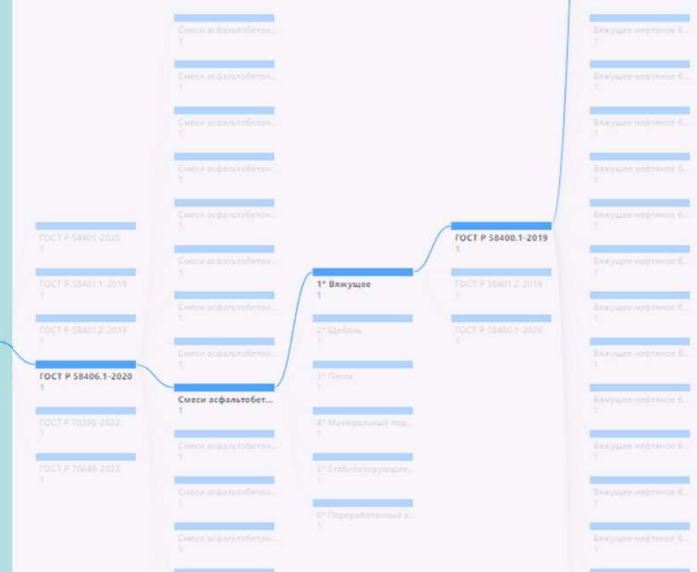 Смеси асфальтобетон...
1
Смеси асфальтобетон...
1
Смеси асфальтобетон...
1
Смеси асфальтобетон...
1
Смеси асфальтобетон...
1
Смеси асфальтобетон...
1
Смеси асфальтобетон...
1
Смеси асфальтобетон...
1
Смеси асфальтобет...
1
Смеси асфальтобетон...
1
Смеси асфальтобетон...
1
Смеси асфальтобетон...
1
1
ГОСТ Р 58401.1-2019
1
ГОСТ Р 58401.2-2019
1
ГОСТ Р 58406.1-2020
1
ГОСТ Р 70396-2022
1
ГОСТ Р 70648-2023
1
1* Вяжущее
1
2* Щебень
1
3* Песок
1
4* Минеральный пор...
1
5* Стабилизирующие...
1
6* Переработанный а...
1
ГОСТ Р 58400.1-2019
1
ГОСТ Р 58401.2-2019
1
ГОСТ Р 58406.1-2020
1
Вяжущее нефтяное б...
1
Вяжущее нефтяное б...
1
Вяжущее нефтяное б...
1
Вяжущее нефтяное б...
1
Вяжущее нефтяное б...
1
Вяжущее нефтяное б...
1
Вяжущее нефтяное б...
1
Вяжущее нефтяное б...
1
Вяжущее нефтяное б...
1
Вяжущее нефтяное б...
1
Вяжущее нефтяное б...
1
Вяжущее нефтяное б...
1